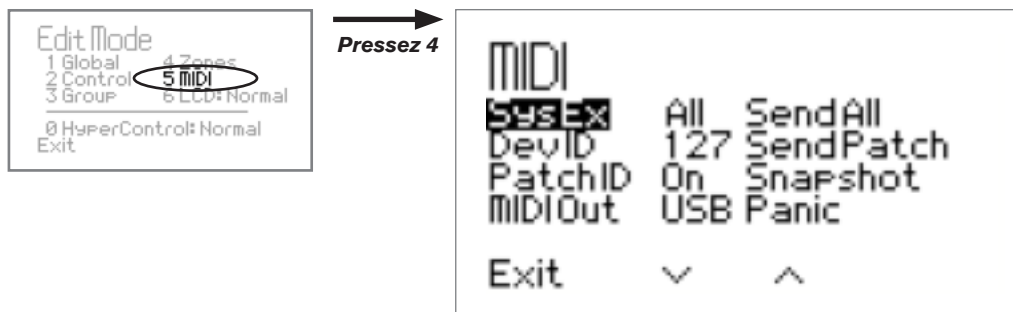 Edit Mode
1 Global 4 Zones
2 Control 5 MIDI
3 Group 6 LCD: Normal
0 HyperControl: Normal
Exit
Pressez 4
MIDI
SysEx All SendAll
DevID 127 SendPatch
PatchID On Snapshot
MIDIOut USB Panic
Exit